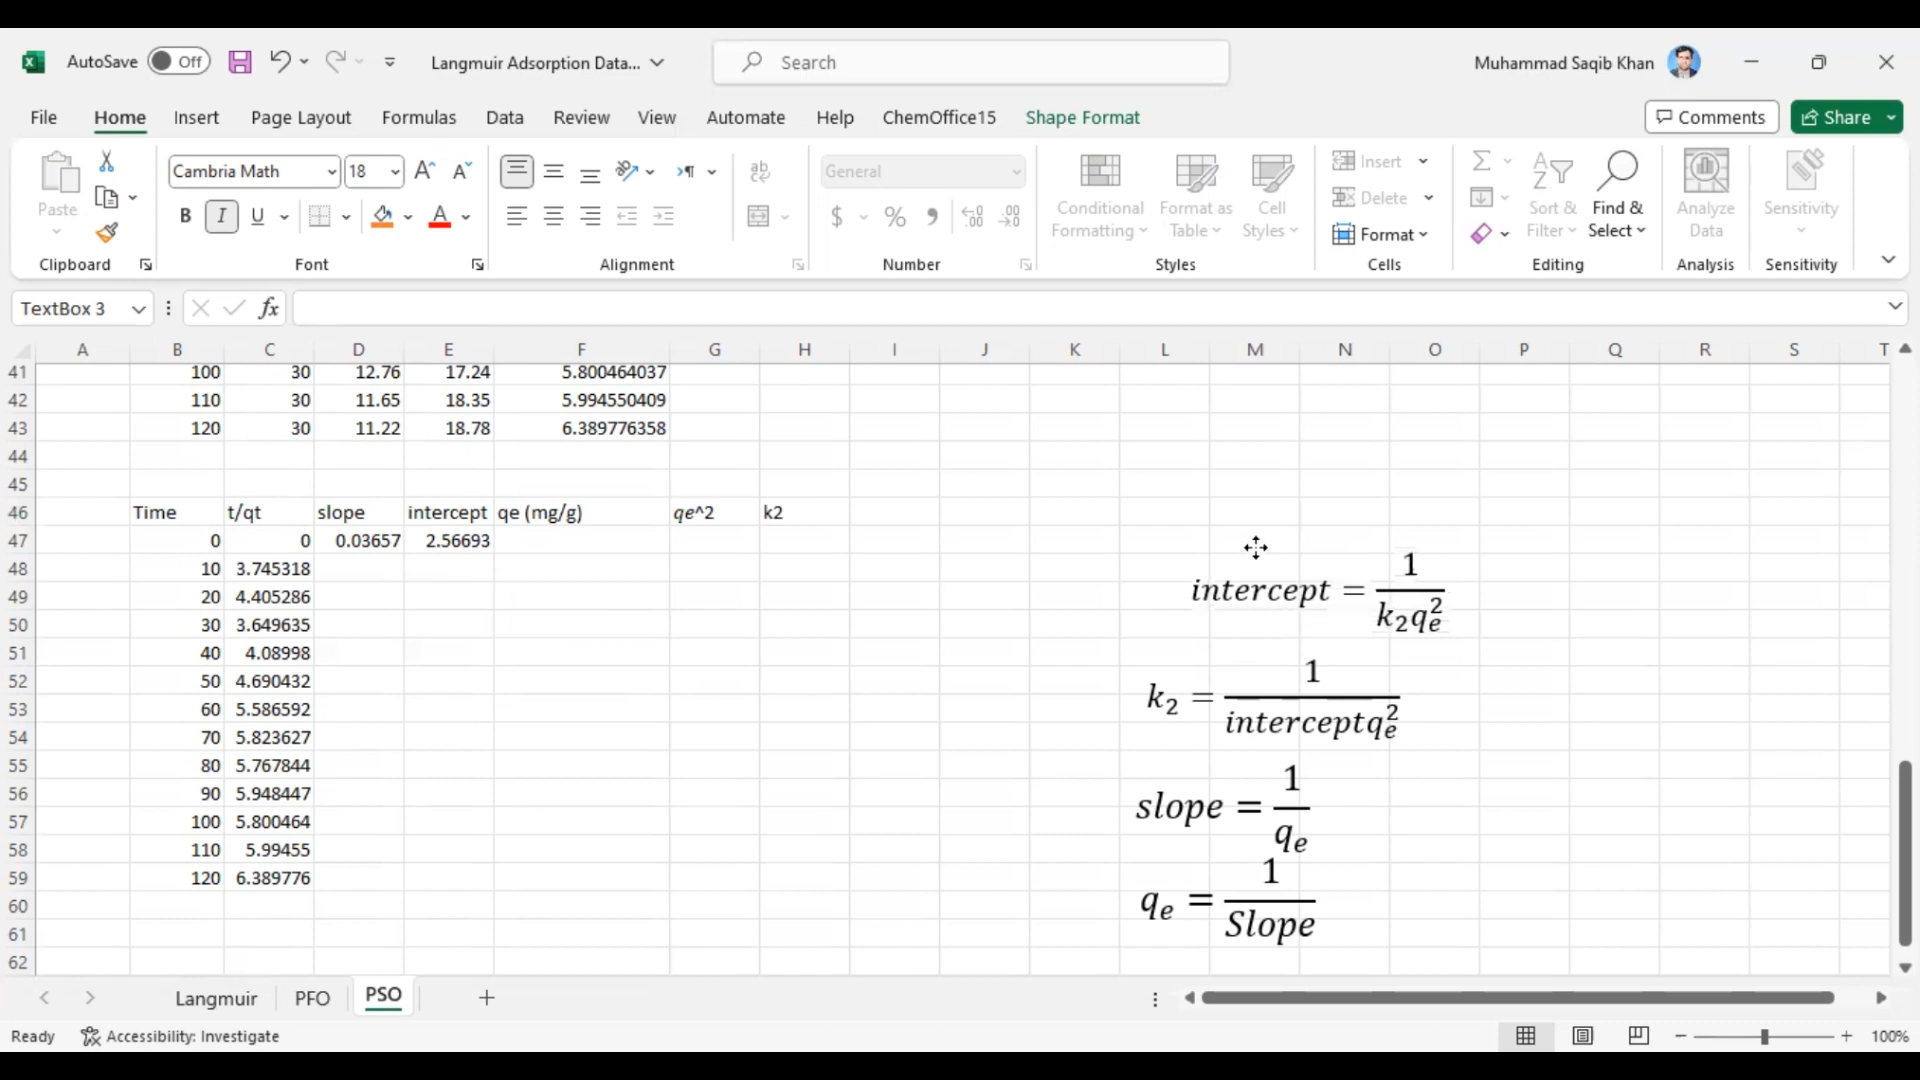 AutoSave Off Langmuir Adsorption Data... Search Muhammad Saqib Khan
File Home Insert Page Layout Formulas Data Review View Automate Help ChemOffice15 Shape Format Comments Share
Cambria Math 18 General
Paste Conditional Formatting Format as Table Cell Styles Insert Delete Format Sort & Filter Find & Select Analyze Data Sensitivity
Clipboard Font Alignment Number Styles Cells Editing Analysis Sensitivity
TextBox 3 fx
A B C D E F G H I J K L M N O P Q R S T
41 100 30 12.76 17.24 5.800464037
42 110 30 11.65 18.35 5.994550409
43 120 30 11.22 18.78 6.389776358
44
45
46 Time t/qt slope intercept qe (mg/g) qe^2 k2
47 0 0 0.03657 2.56693
48 10 3.745318
49 20 4.405286
50 30 3.649635
51 40 4.08998
52 50 4.690432
53 60 5.586592
54 70 5.823627
55 80 5.767844
56 90 5.948447
57 100 5.800464
58 110 5.99455
59 120 6.389776
60
61
62
intercept = 1 / k₂qₑ²
k₂ = 1 / interceptqₑ²
slope = 1 / qₑ
qₑ = 1 / Slope
Langmuir PFO PSO
Ready Accessibility: Investigate 100%